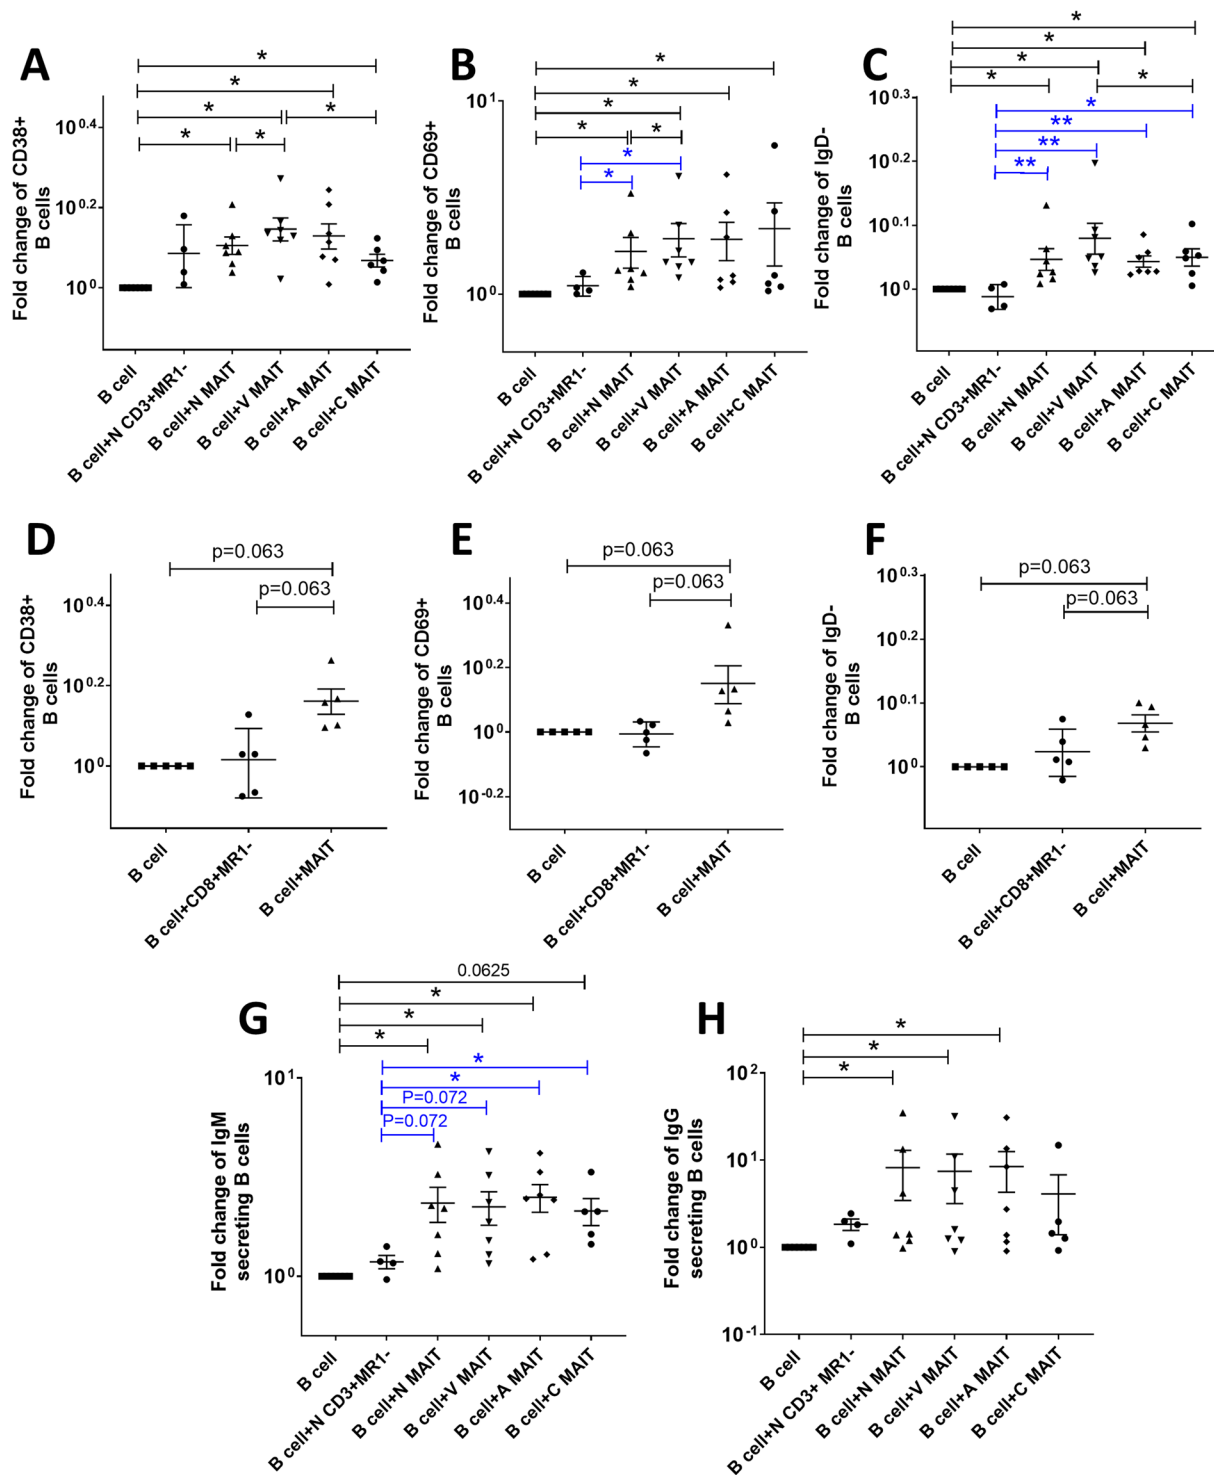 A
*
*
*
*
*
*
Fold change of CD38+
B cells
10^0.4
10^0.2
10^0
B cell
B cell+N CD3+MR1-
B cell+N MAIT
B cell+V MAIT
B cell+A MAIT
B cell+C MAIT
B
*
*
*
*
*
*
*
Fold change of CD69+
B cells
10^1
10^0
B cell
B cell+N CD3+MR1-
B cell+N MAIT
B cell+V MAIT
B cell+A MAIT
B cell+C MAIT
C
*
*
*
*
*
*
**
**
**
Fold change of IgD-
B cells
10^0.3
10^0.2
10^0.1
10^0
B cell
B cell+N CD3+MR1-
B cell+N MAIT
B cell+V MAIT
B cell+A MAIT
B cell+C MAIT
D
p=0.063
p=0.063
Fold change of CD38+
B cells
10^0.4
10^0.2
10^0
B cell
B cell+CD8+MR1-
B cell+MAIT
E
p=0.063
p=0.063
Fold change of CD69+
B cells
10^0.4
10^0.2
10^0
10^-0.2
B cell
B cell+CD8+MR1-
B cell+MAIT
F
p=0.063
p=0.063
Fold change of IgD-
B cells
10^0.3
10^0.2
10^0.1
10^0
B cell
B cell+CD8+MR1-
B cell+MAIT
G
0.0625
*
*
*
*
*
P=0.072
P=0.072
Fold change of IgM
secreting B cells
10^1
10^0
B cell
B cell+N CD3+MR1-
B cell+N MAIT
B cell+V MAIT
B cell+A MAIT
B cell+C MAIT
H
*
*
*
Fold change of IgG
secreting B cells
10^2
10^1
10^0
10^-1
B cell
B cell+N CD3+ MR1-
B cell+N MAIT
B cell+V MAIT
B cell+A MAIT
B cell+C MAIT